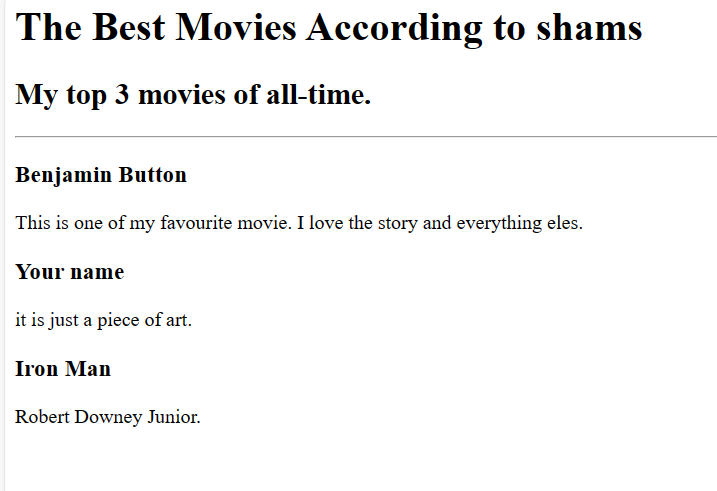 The Best Movies According to shams
My top 3 movies of all-time.
Benjamin Button
This is one of my favourite movie. I love the story and everything eles.
Your name
it is just a piece of art.
Iron Man
Robert Downey Junior.